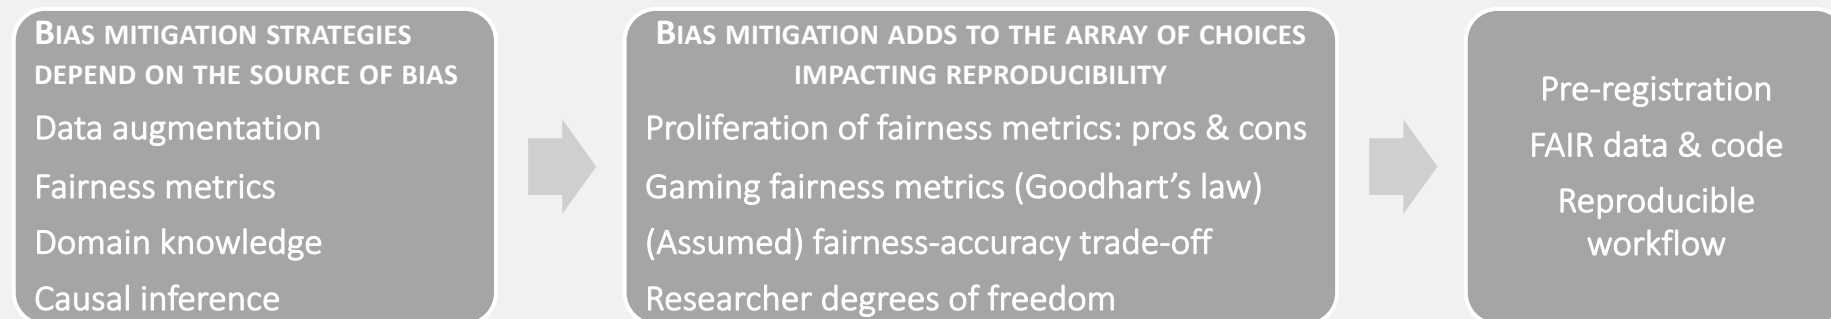 BIAS MITIGATION STRATEGIES
DEPEND ON THE SOURCE OF BIAS
Data augmentation
Fairness metrics
Domain knowledge
Causal inference
BIAS MITIGATION ADDS TO THE ARRAY OF CHOICES
IMPACTING REPRODUCIBILITY
Proliferation of fairness metrics: pros & cons
Gaming fairness metrics (Goodhart’s law)
(Assumed) fairness-accuracy trade-off
Researcher degrees of freedom
Pre-registration
FAIR data & code
Reproducible
workflow